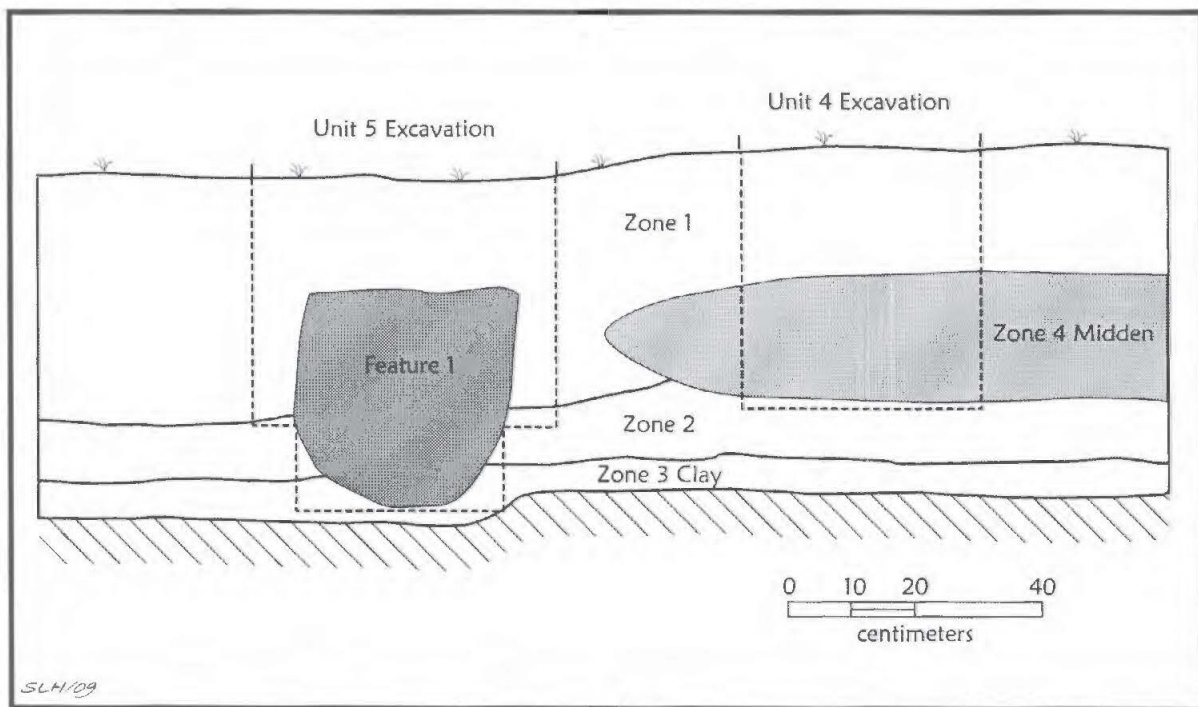 Unit 4 Excavation
Unit 5 Excavation
Zone 1
Zone 4 Midden
Feature 1
Zone 2
Zone 3 Clay
0 10 20 40
centimeters
SLH/09